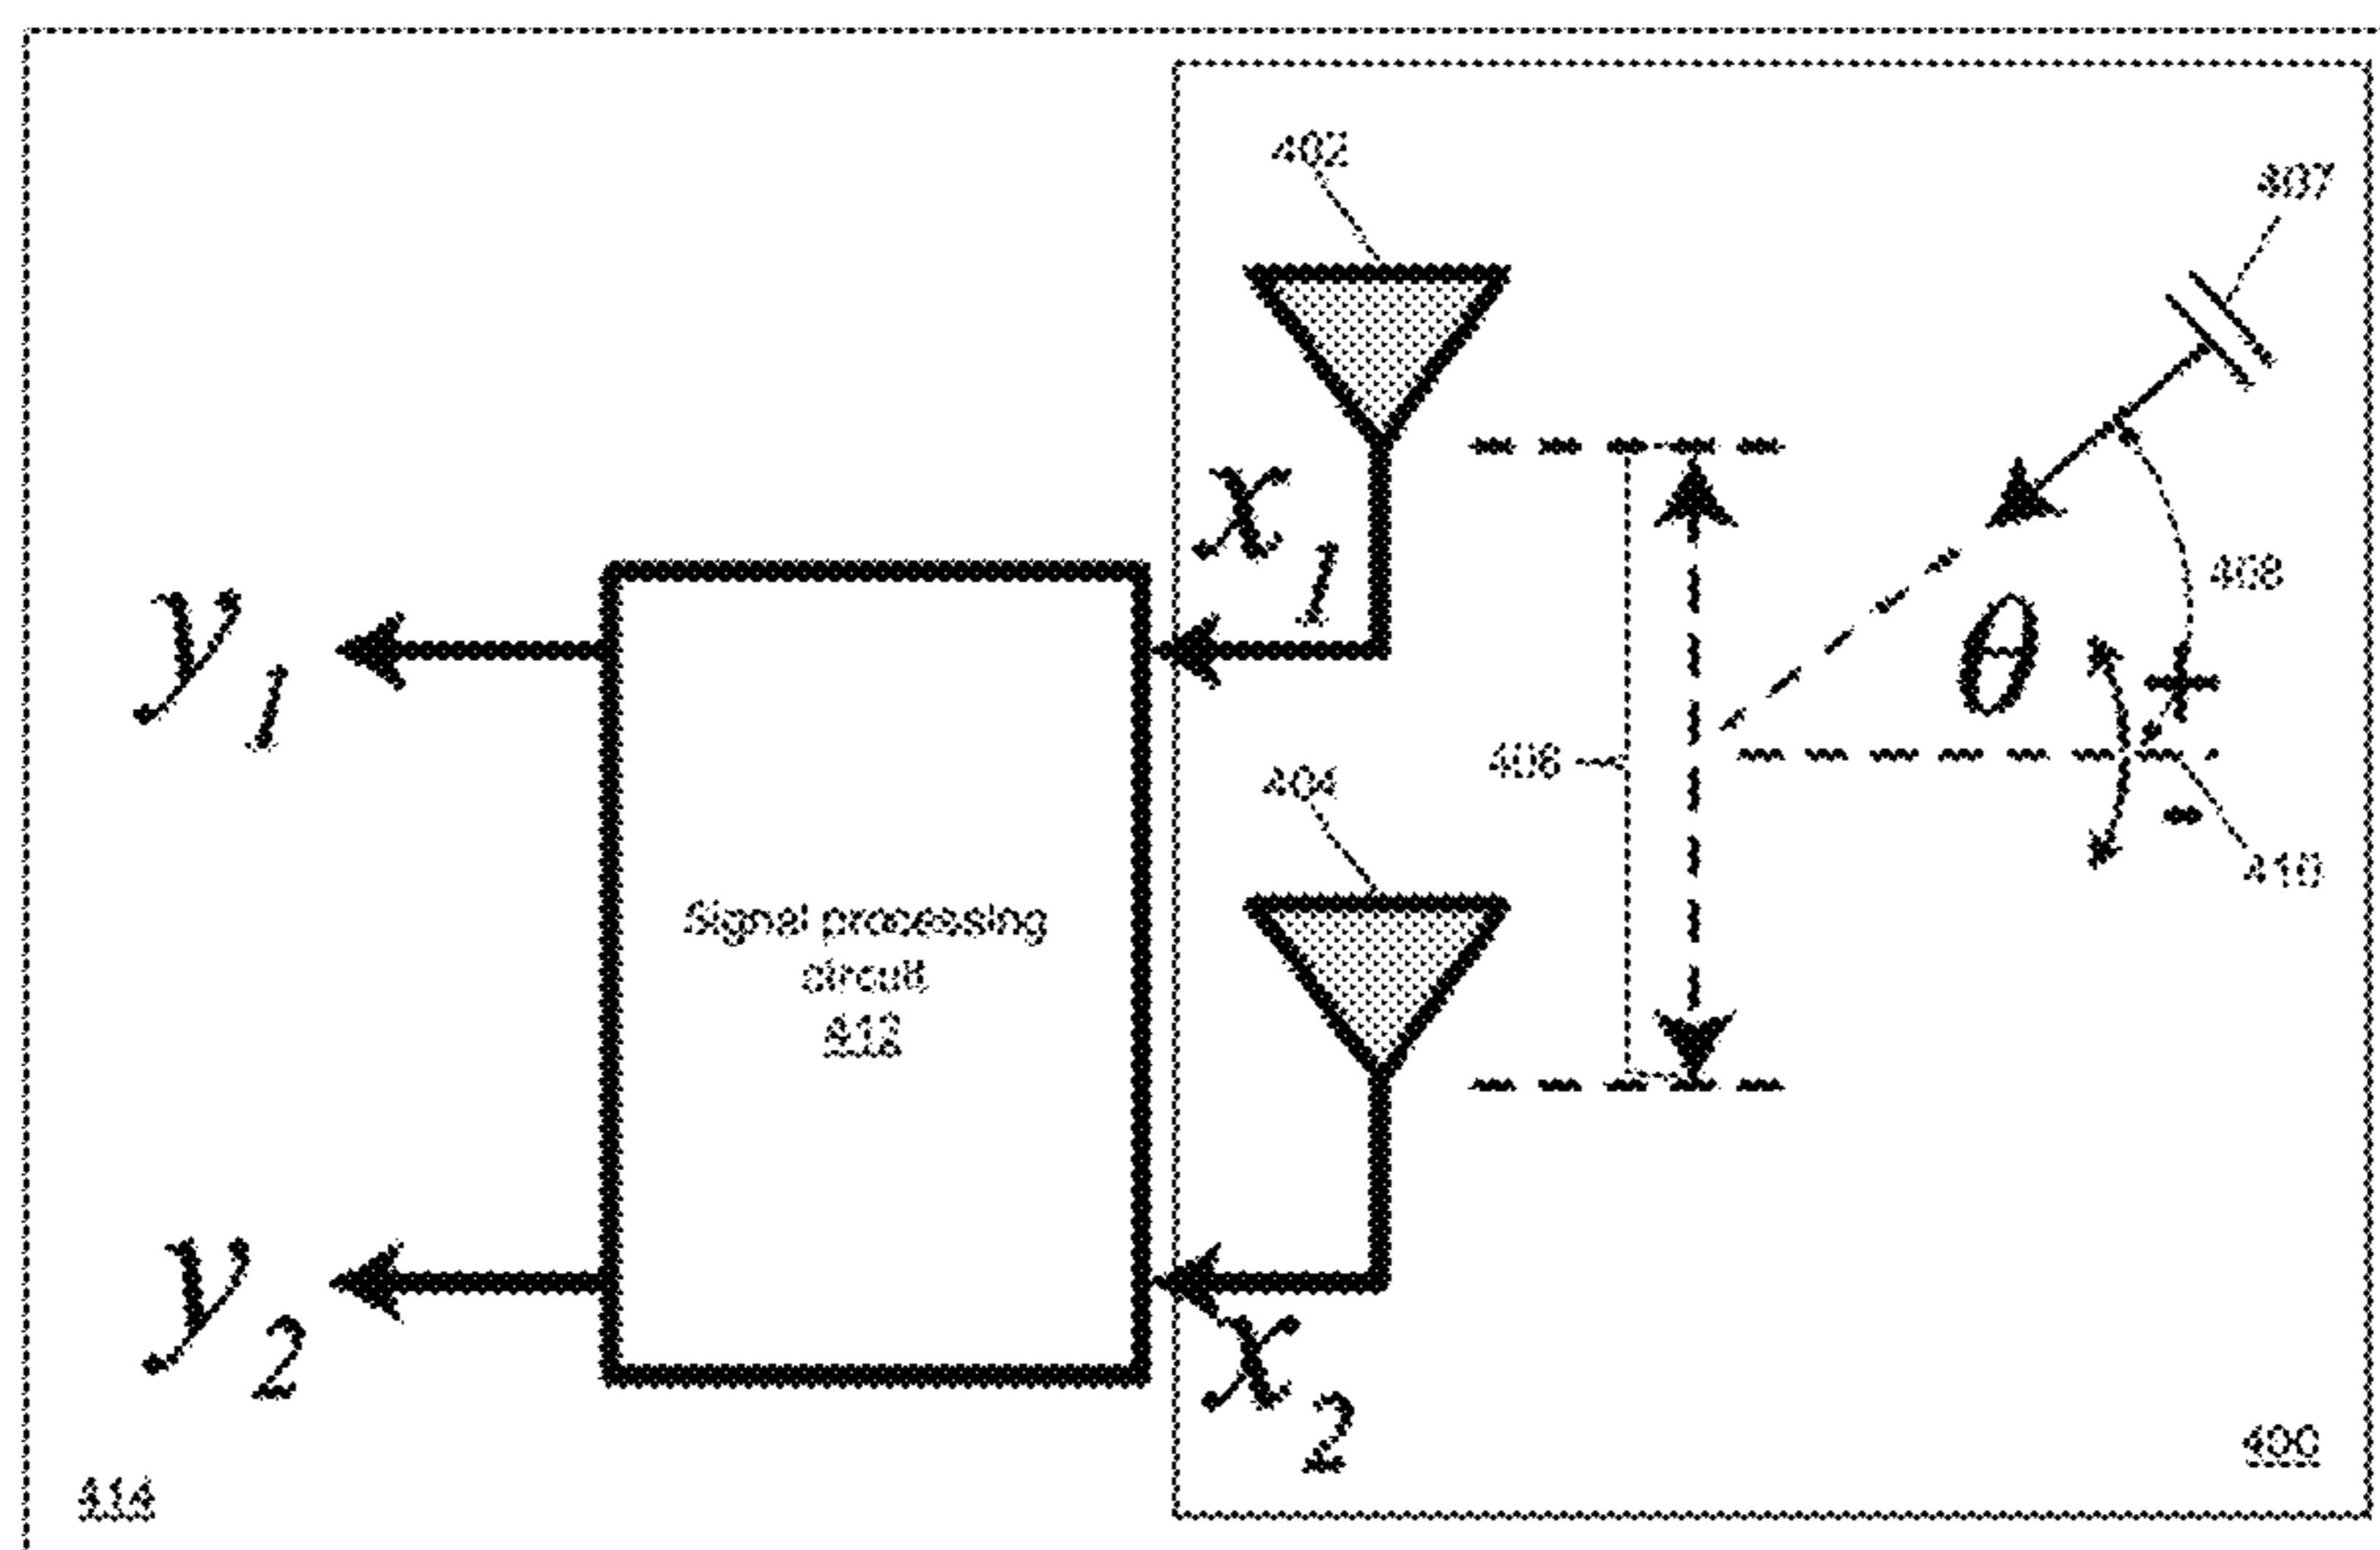 402
407
x1
y1
408
θ
+
406
404
-
410
Signal processing
circuit
412
y2
x2
400
414